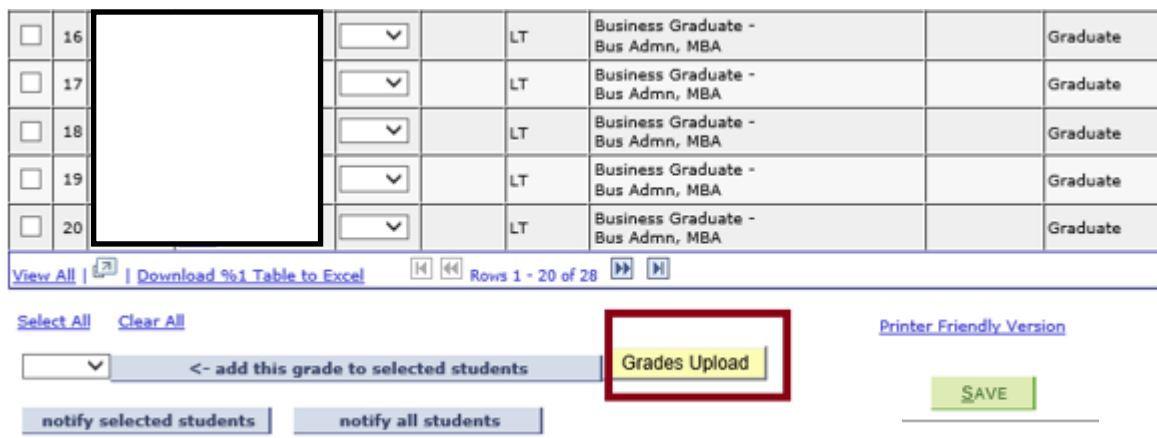 16 LT Business Graduate - Graduate
Bus Admn, MBA
17 LT Business Graduate - Graduate
Bus Admn, MBA
18 LT Business Graduate - Graduate
Bus Admn, MBA
19 LT Business Graduate - Graduate
Bus Admn, MBA
20 LT Business Graduate - Graduate
Bus Admn, MBA
View All | | Download %1 Table to Excel Rows 1 - 20 of 28
Select All Clear All Printer Friendly Version
<- add this grade to selected students Grades Upload
SAVE
notify selected students notify all students